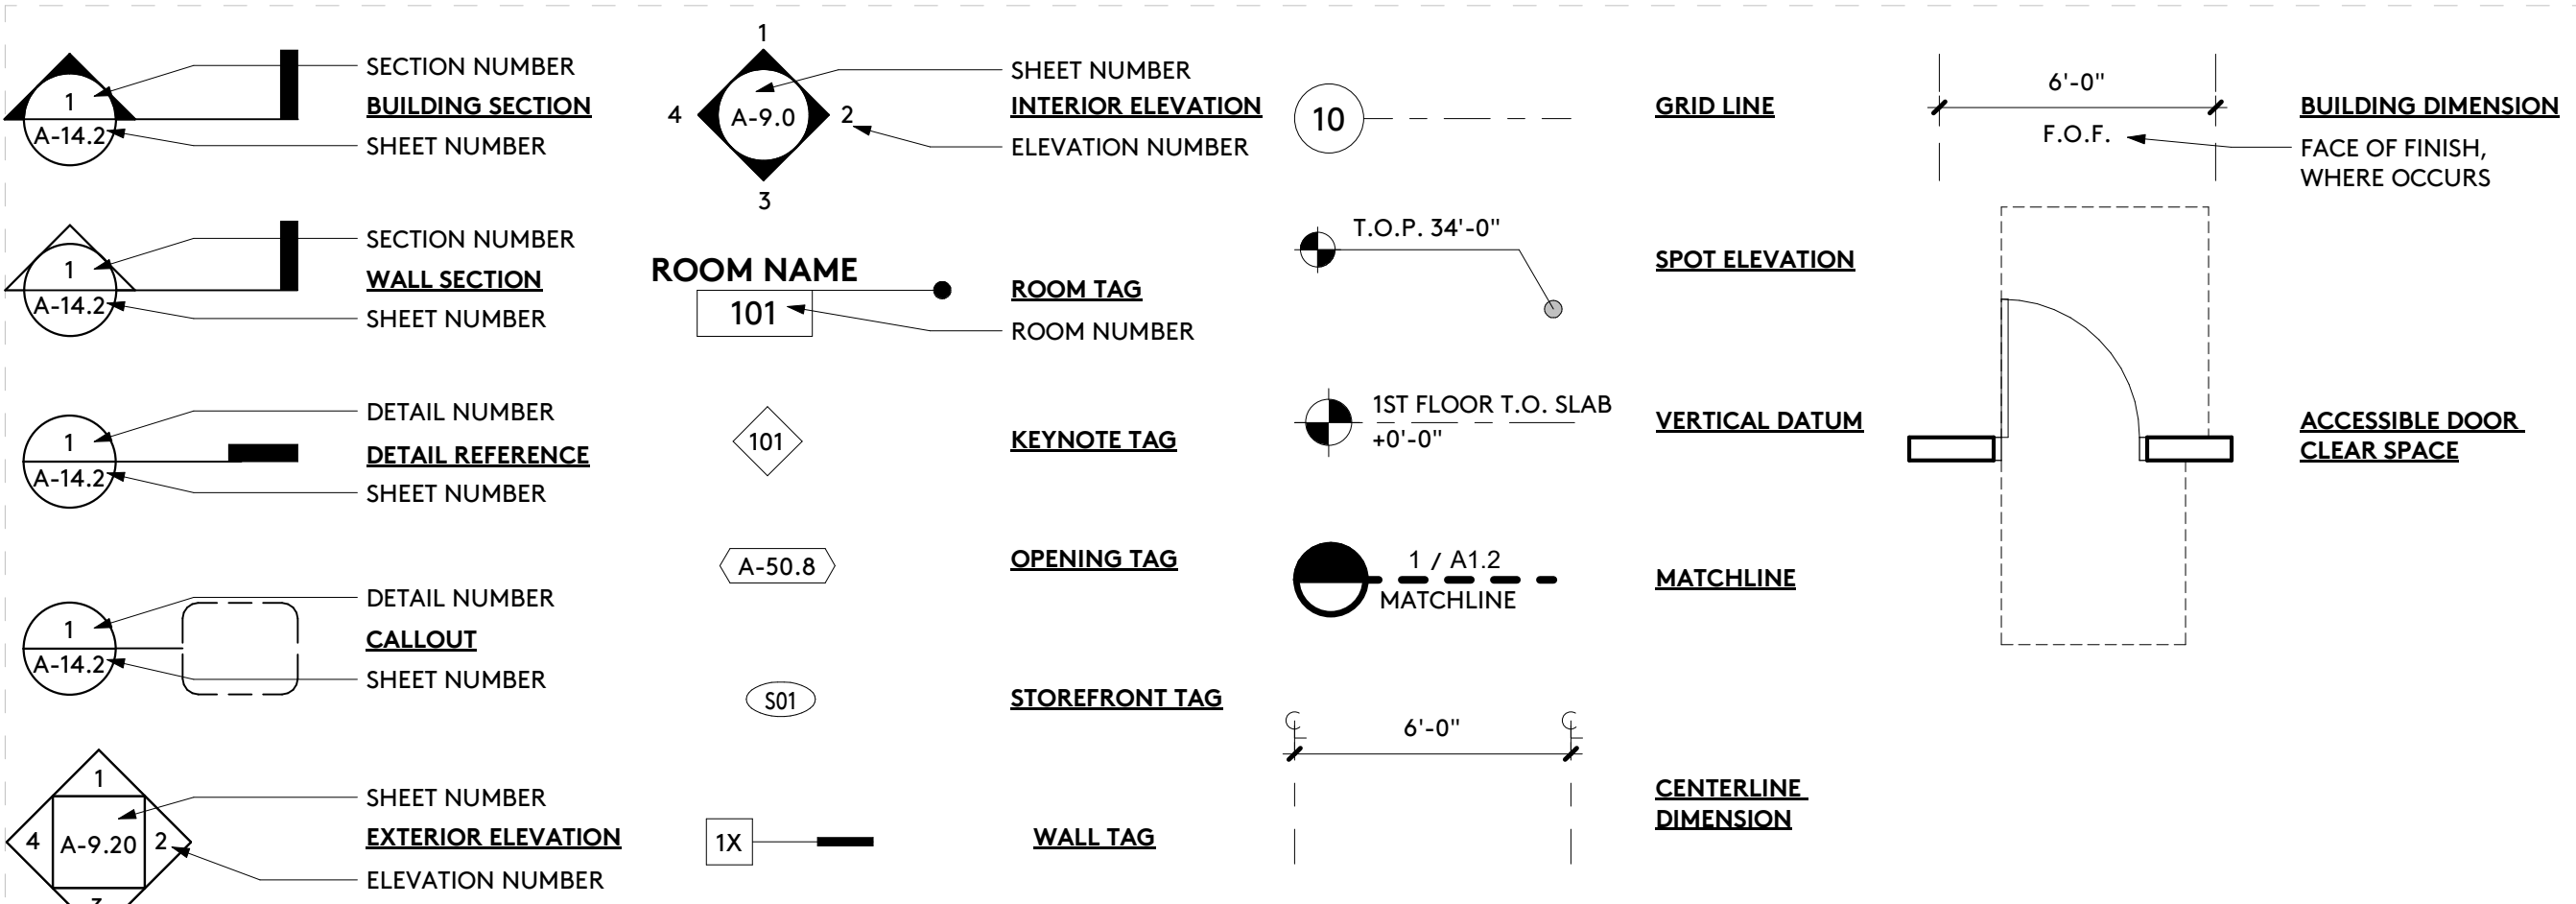 1
A-14.2
SECTION NUMBER
BUILDING SECTION
SHEET NUMBER
1
A-14.2
SECTION NUMBER
WALL SECTION
SHEET NUMBER
1
A-14.2
DETAIL NUMBER
DETAIL REFERENCE
SHEET NUMBER
1
A-14.2
DETAIL NUMBER
CALLOUT
SHEET NUMBER
1
4
A-9.20
2
3
SHEET NUMBER
EXTERIOR ELEVATION
ELEVATION NUMBER
1
4
A-9.0
2
3
SHEET NUMBER
INTERIOR ELEVATION
ELEVATION NUMBER
ROOM NAME
101
ROOM TAG
ROOM NUMBER
101
KEYNOTE TAG
A-50.8
OPENING TAG
S01
STOREFRONT TAG
1X
WALL TAG
10
GRID LINE
T.O.P. 34'-0"
SPOT ELEVATION
1ST FLOOR T.O. SLAB
+0'-0"
VERTICAL DATUM
1 / A1.2
MATCHLINE
MATCHLINE
6'-0"
CENTERLINE
DIMENSION
6'-0"
F.O.F.
BUILDING DIMENSION
FACE OF FINISH,
WHERE OCCURS
ACCESSIBLE DOOR
CLEAR SPACE